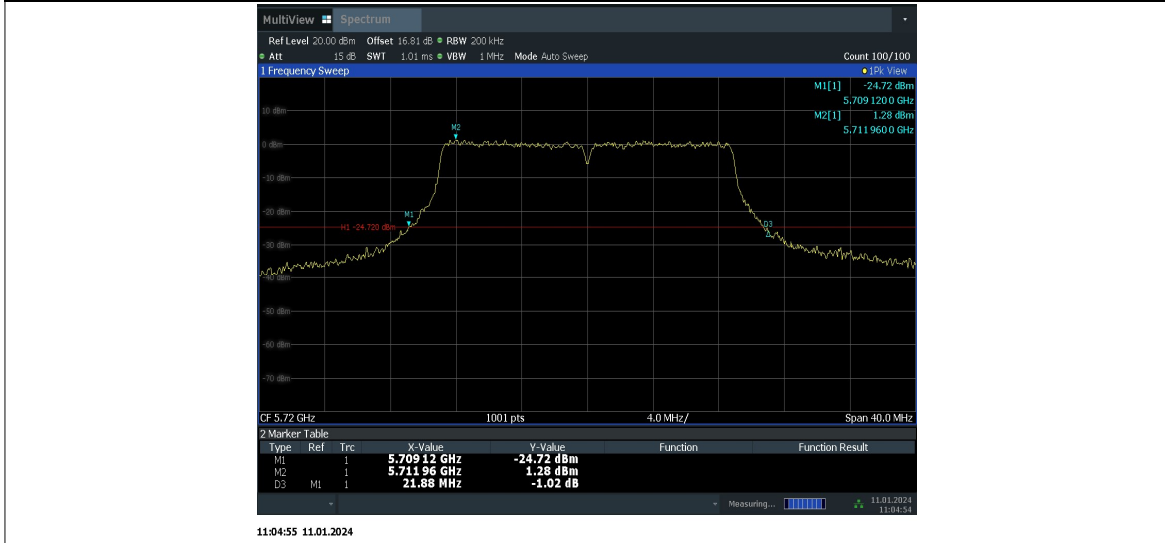 MultiView Spectrum
Ref Level 20.00 dBm Offset 16.81 dB RBW 200 kHz
Att 15 dB SWT 1.01 ms VBW 1 MHz Mode Auto Sweep Count 100/100
1 Frequency Sweep 1Pk View
M1[1] -24.72 dBm
5.709 120 0 GHz
10 dBm
M2[1] 1.28 dBm
5.711 960 0 GHz
M2
0 dBm
-10 dBm
-20 dBm
M1
H1 -24.720 dBm
D3
-30 dBm
-40 dBm
-50 dBm
-60 dBm
-70 dBm
CF 5.72 GHz 1001 pts 4.0 MHz/ Span 40.0 MHz
2 Marker Table
Type Ref Trc X-Value Y-Value Function Function Result
M1 1 5.709 12 GHz -24.72 dBm
M2 1 5.711 96 GHz 1.28 dBm
D3 M1 1 21.88 MHz -1.02 dB
Measuring... 11.01.2024
11:04:54
11:04:55 11.01.2024